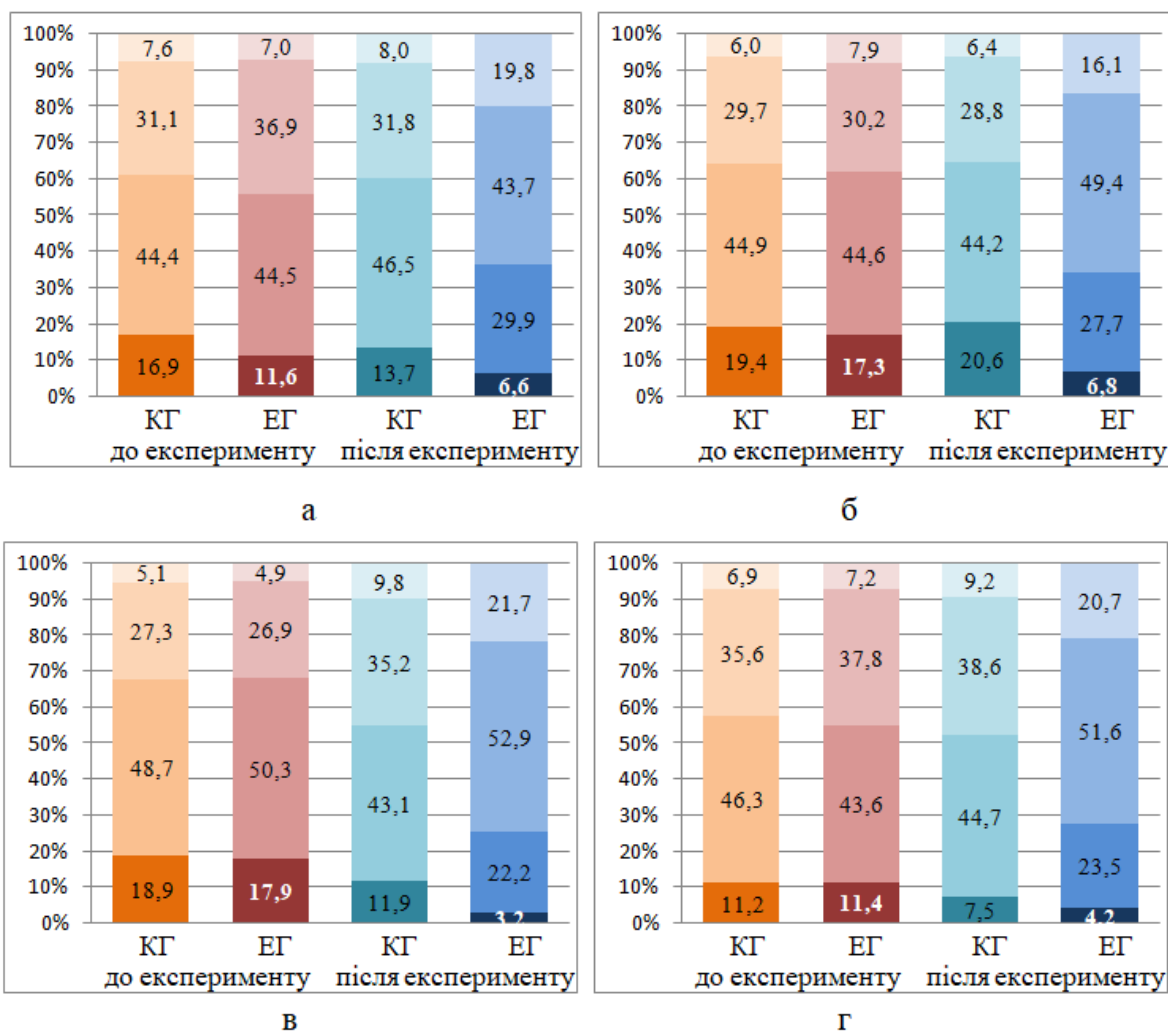 100%
90%
80%
70%
60%
50%
40%
30%
20%
10%
0%
7,6 7,0 8,0 19,8
31,1 36,9 31,8 43,7
44,4 44,5 46,5 29,9
16,9 11,6 13,7 6,6
КГ ЕГ КГ ЕГ
до експерименту після експерименту
а
100%
90%
80%
70%
60%
50%
40%
30%
20%
10%
0%
6,0 7,9 6,4 16,1
29,7 30,2 28,8 49,4
44,9 44,6 44,2 27,7
19,4 17,3 20,6 6,8
КГ ЕГ КГ ЕГ
до експерименту після експерименту
б
100%
90%
80%
70%
60%
50%
40%
30%
20%
10%
0%
5,1 4,9 9,8 21,7
27,3 26,9 35,2 52,9
48,7 50,3 43,1 22,2
18,9 17,9 11,9 3,2
КГ ЕГ КГ ЕГ
до експерименту після експерименту
в
100%
90%
80%
70%
60%
50%
40%
30%
20%
10%
0%
6,9 7,2 9,2 20,7
35,6 37,8 38,6 51,6
46,3 43,6 44,7 23,5
11,2 11,4 7,5 4,2
КГ ЕГ КГ ЕГ
до експерименту після експерименту
г